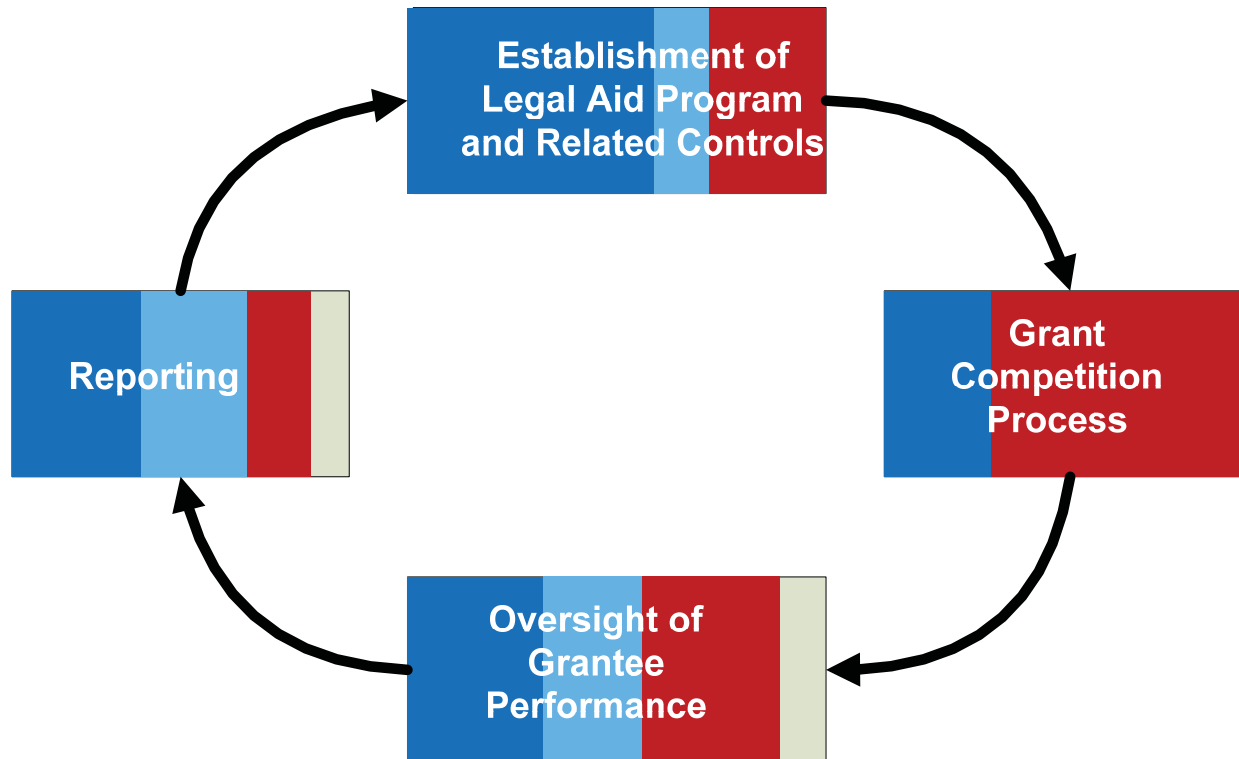 Establishment of
Legal Aid Program
and Related Controls
Reporting
Grant
Competition
Process
Oversight of
Grantee
Performance